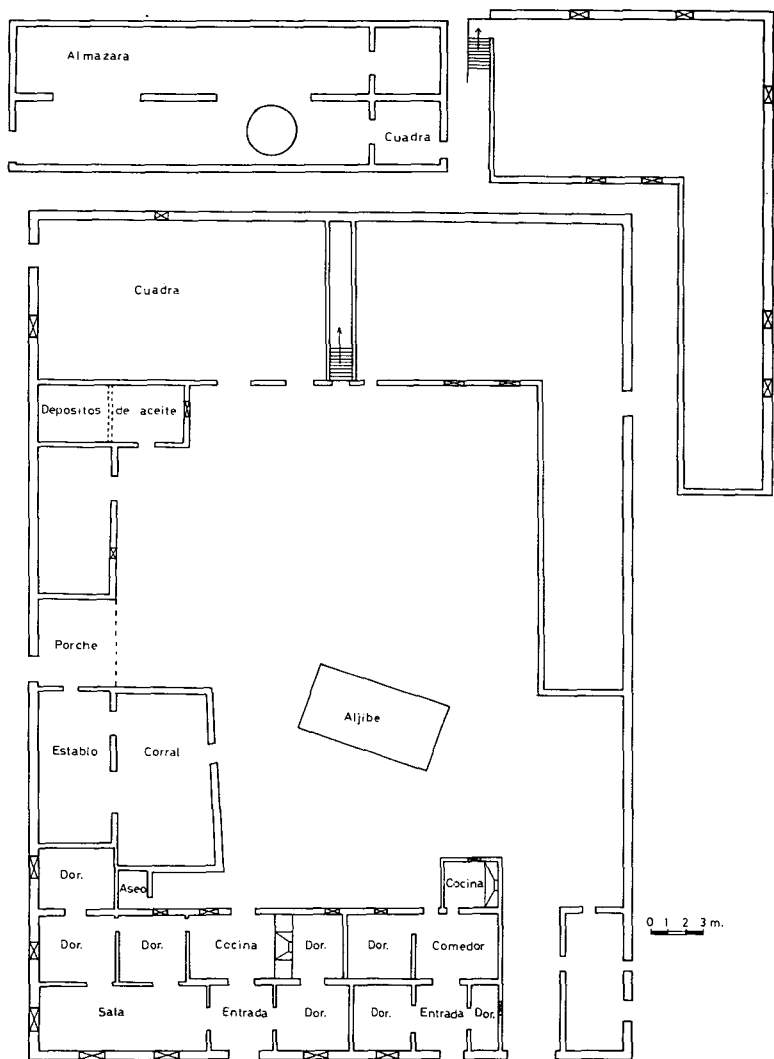 Almazara
Cuadra
Cuadra
Depositos de aceite
Porche
Aljibe
Establo
Corral
Dor.
Aseo
Cocina
0 1 2 3 m.
Dor.
Dor.
Cocina
Dor.
Dor.
Comedor
Sala
Entrada
Dor.
Dor.
Entrada
Dor.